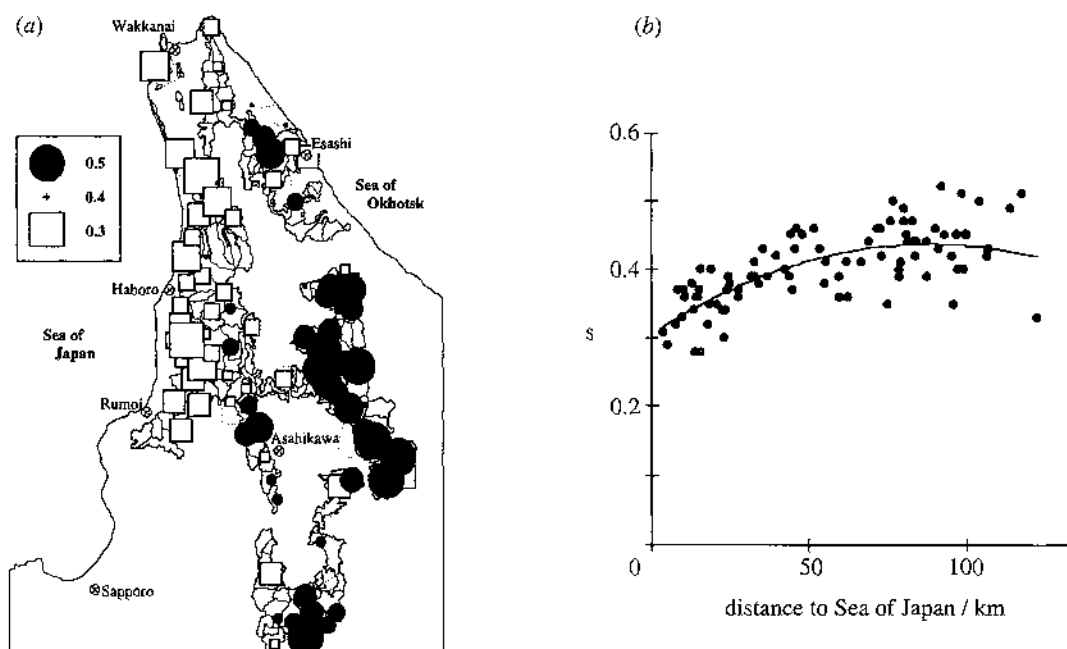 (a)
Wakkanai
0.5
0.4
0.3
Esashi
Sea of
Okhotsk
Haboro
Sea of
Japan
Rumoi
Asahikawa
Sapporo
(b)
0.6
0.4
s
0.2
0
50
100
distance to Sea of Japan / km